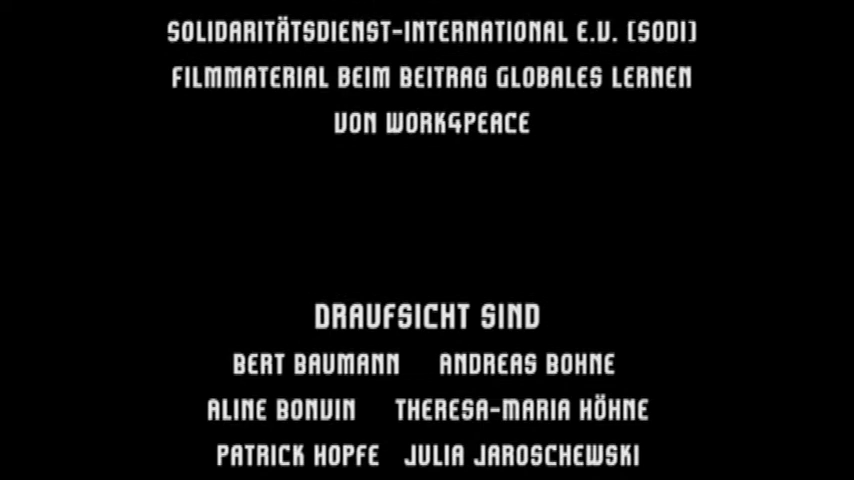 SOLIDARITÄTSDIENST-INTERNATIONAL E.V. (SODI)
FILMMATERIAL BEIM BEITRAG GLOBALES LERNEN
VON WORK4PEACE
DRAUFSICHT SIND
BERT BAUMANN ANDREAS BOHNE
ALINE BONVIN THERESA-MARIA HÖHNE
PATRICK HOPFE JULIA JAROSCHEWSKI